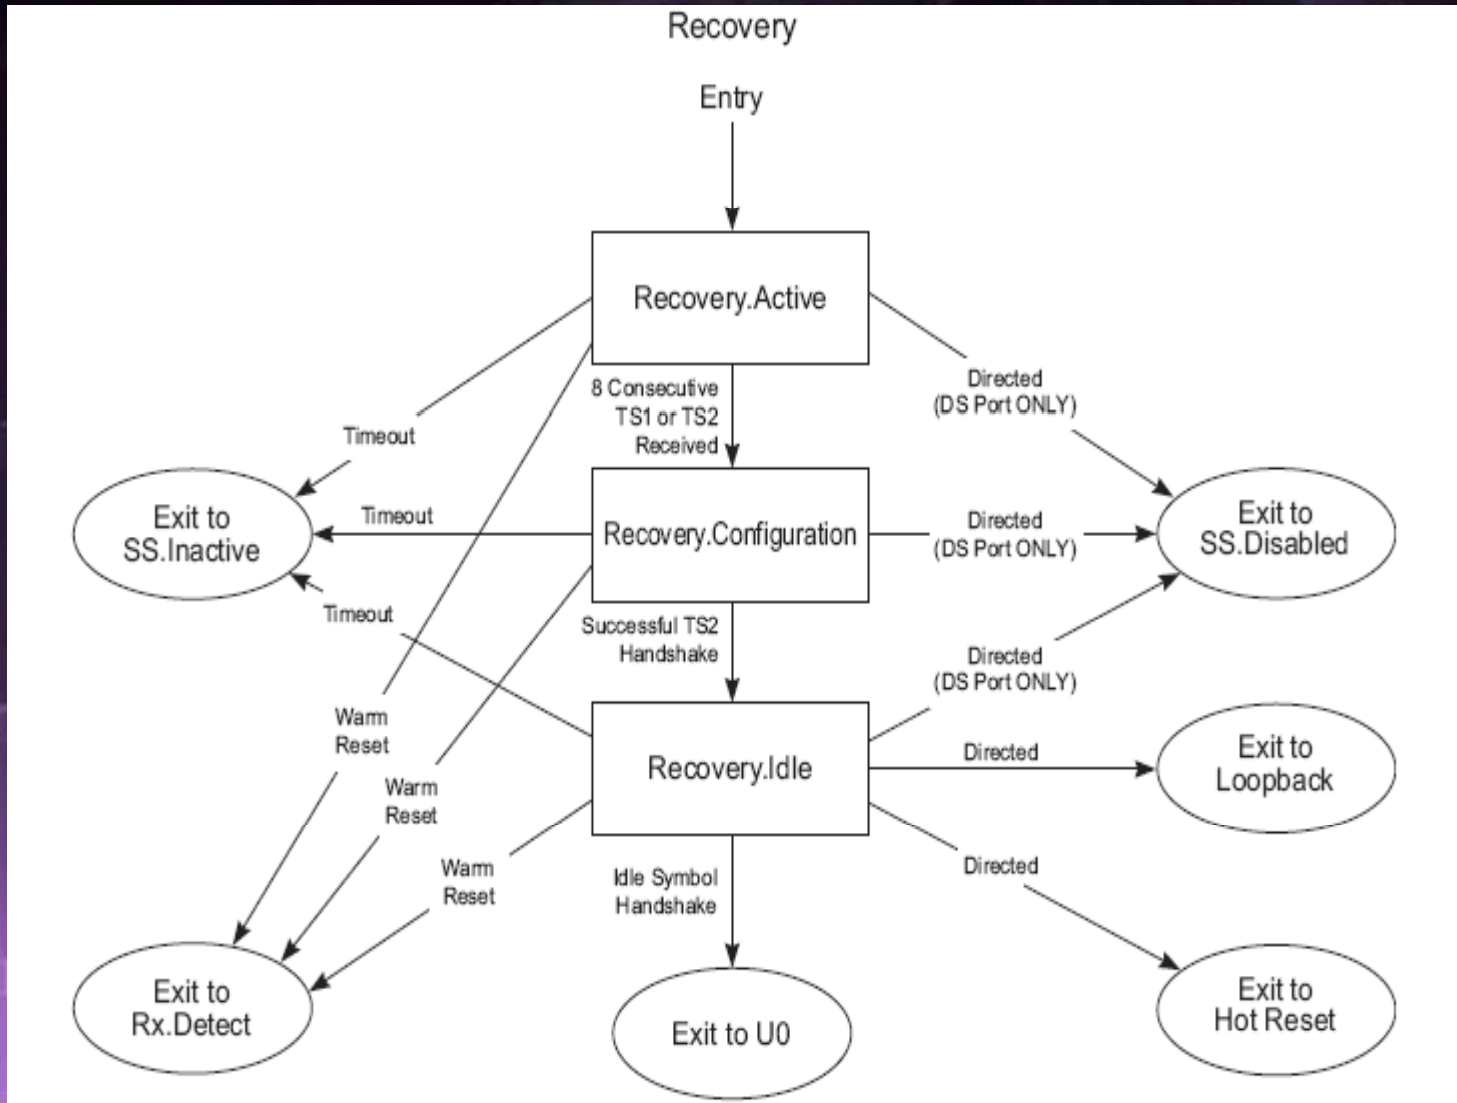 Recovery
Entry
Recovery.Active
8 Consecutive
TS1 or TS2
Received
Directed
(DS Port ONLY)
Timeout
Exit to
SS.Inactive
Timeout
Recovery.Configuration
Directed
(DS Port ONLY)
Exit to
SS.Disabled
Timeout
Successful TS2
Handshake
Directed
(DS Port ONLY)
Warm
Reset
Recovery.Idle
Directed
Exit to
Loopback
Warm
Reset
Warm
Reset
Idle Symbol
Handshake
Directed
Exit to
Rx.Detect
Exit to U0
Exit to
Hot Reset